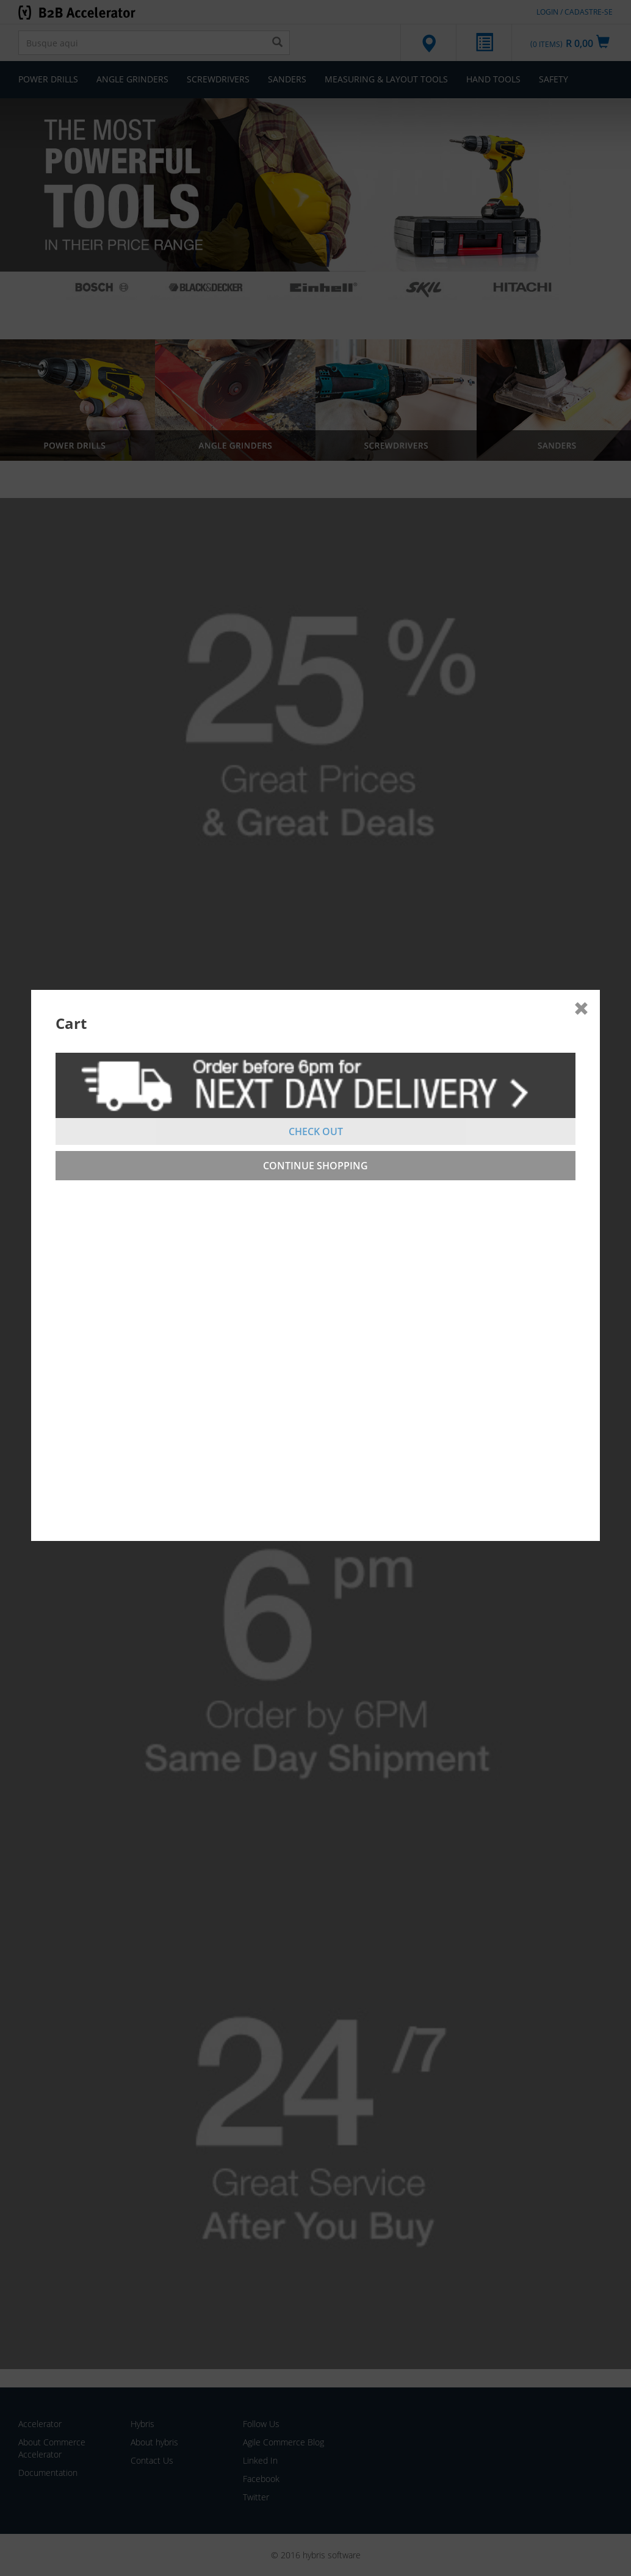 B2B Accelerator
LOGIN / CADASTRE-SE
Busque aqui
(0 ITEMS) R 0,00
POWER DRILLS ANGLE GRINDERS SCREWDRIVERS SANDERS MEASURING & LAYOUT TOOLS HAND TOOLS SAFETY
THE MOST
POWERFUL
TOOLS
IN THEIR PRICE RANGE
BOSCH BLACK&DECKER Einhell SKIL HITACHI
POWER DRILLS ANGLE GRINDERS SCREWDRIVERS SANDERS
25 %
Great Prices
& Great Deals
Cart
Order before 6pm for
NEXT DAY DELIVERY
CHECK OUT
CONTINUE SHOPPING
6 pm
Order by 6PM
Same Day Shipment
24 /7
Great Service
After You Buy
Accelerator
About Commerce
Accelerator
Documentation
Hybris
About hybris
Contact Us
Follow Us
Agile Commerce Blog
Linked In
Facebook
Twitter
© 2016 hybris software